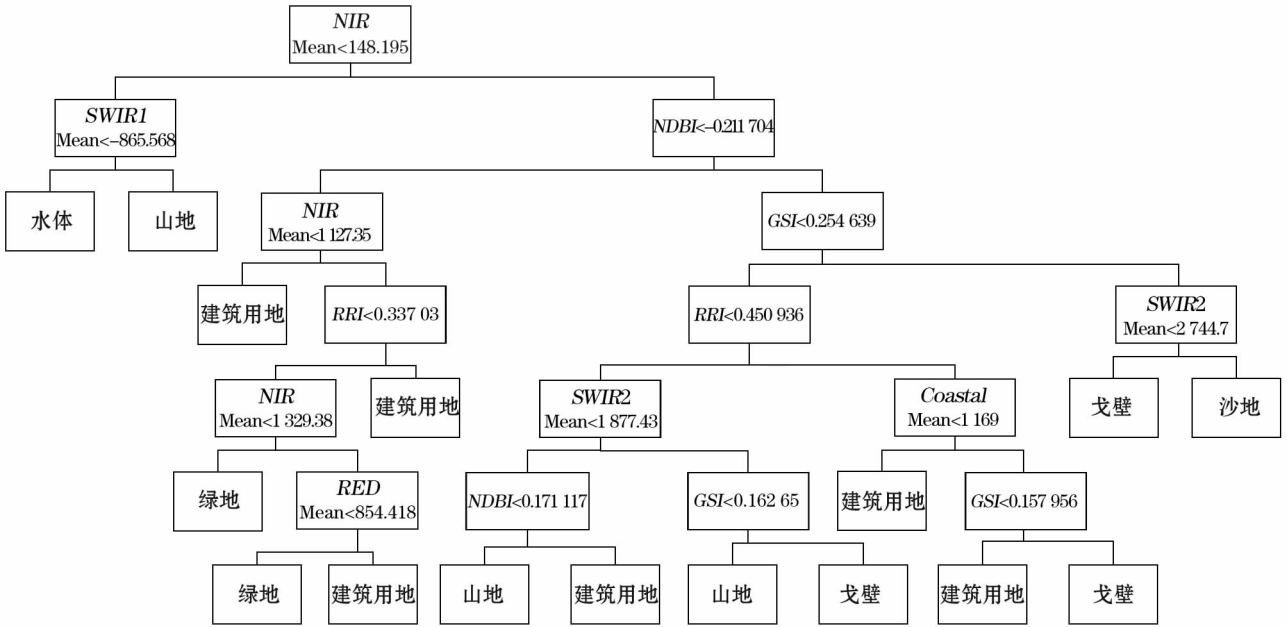 NIR
Mean<148.195
SWIR1
Mean<-865.568
NDBI<-0.211 704
水体
山地
NIR
Mean<1 127.35
GSI<0.254 639
建筑用地
RRI<0.337 03
RRI<0.450 936
SWIR2
Mean<2 744.7
NIR
Mean<1 329.38
建筑用地
SWIR2
Mean<1 877.43
Coastal
Mean<1 169
戈壁
沙地
绿地
RED
Mean<854.418
NDBI<0.171 117
GSI<0.162 65
建筑用地
GSI<0.157 956
绿地
建筑用地
山地
建筑用地
山地
戈壁
建筑用地
戈壁